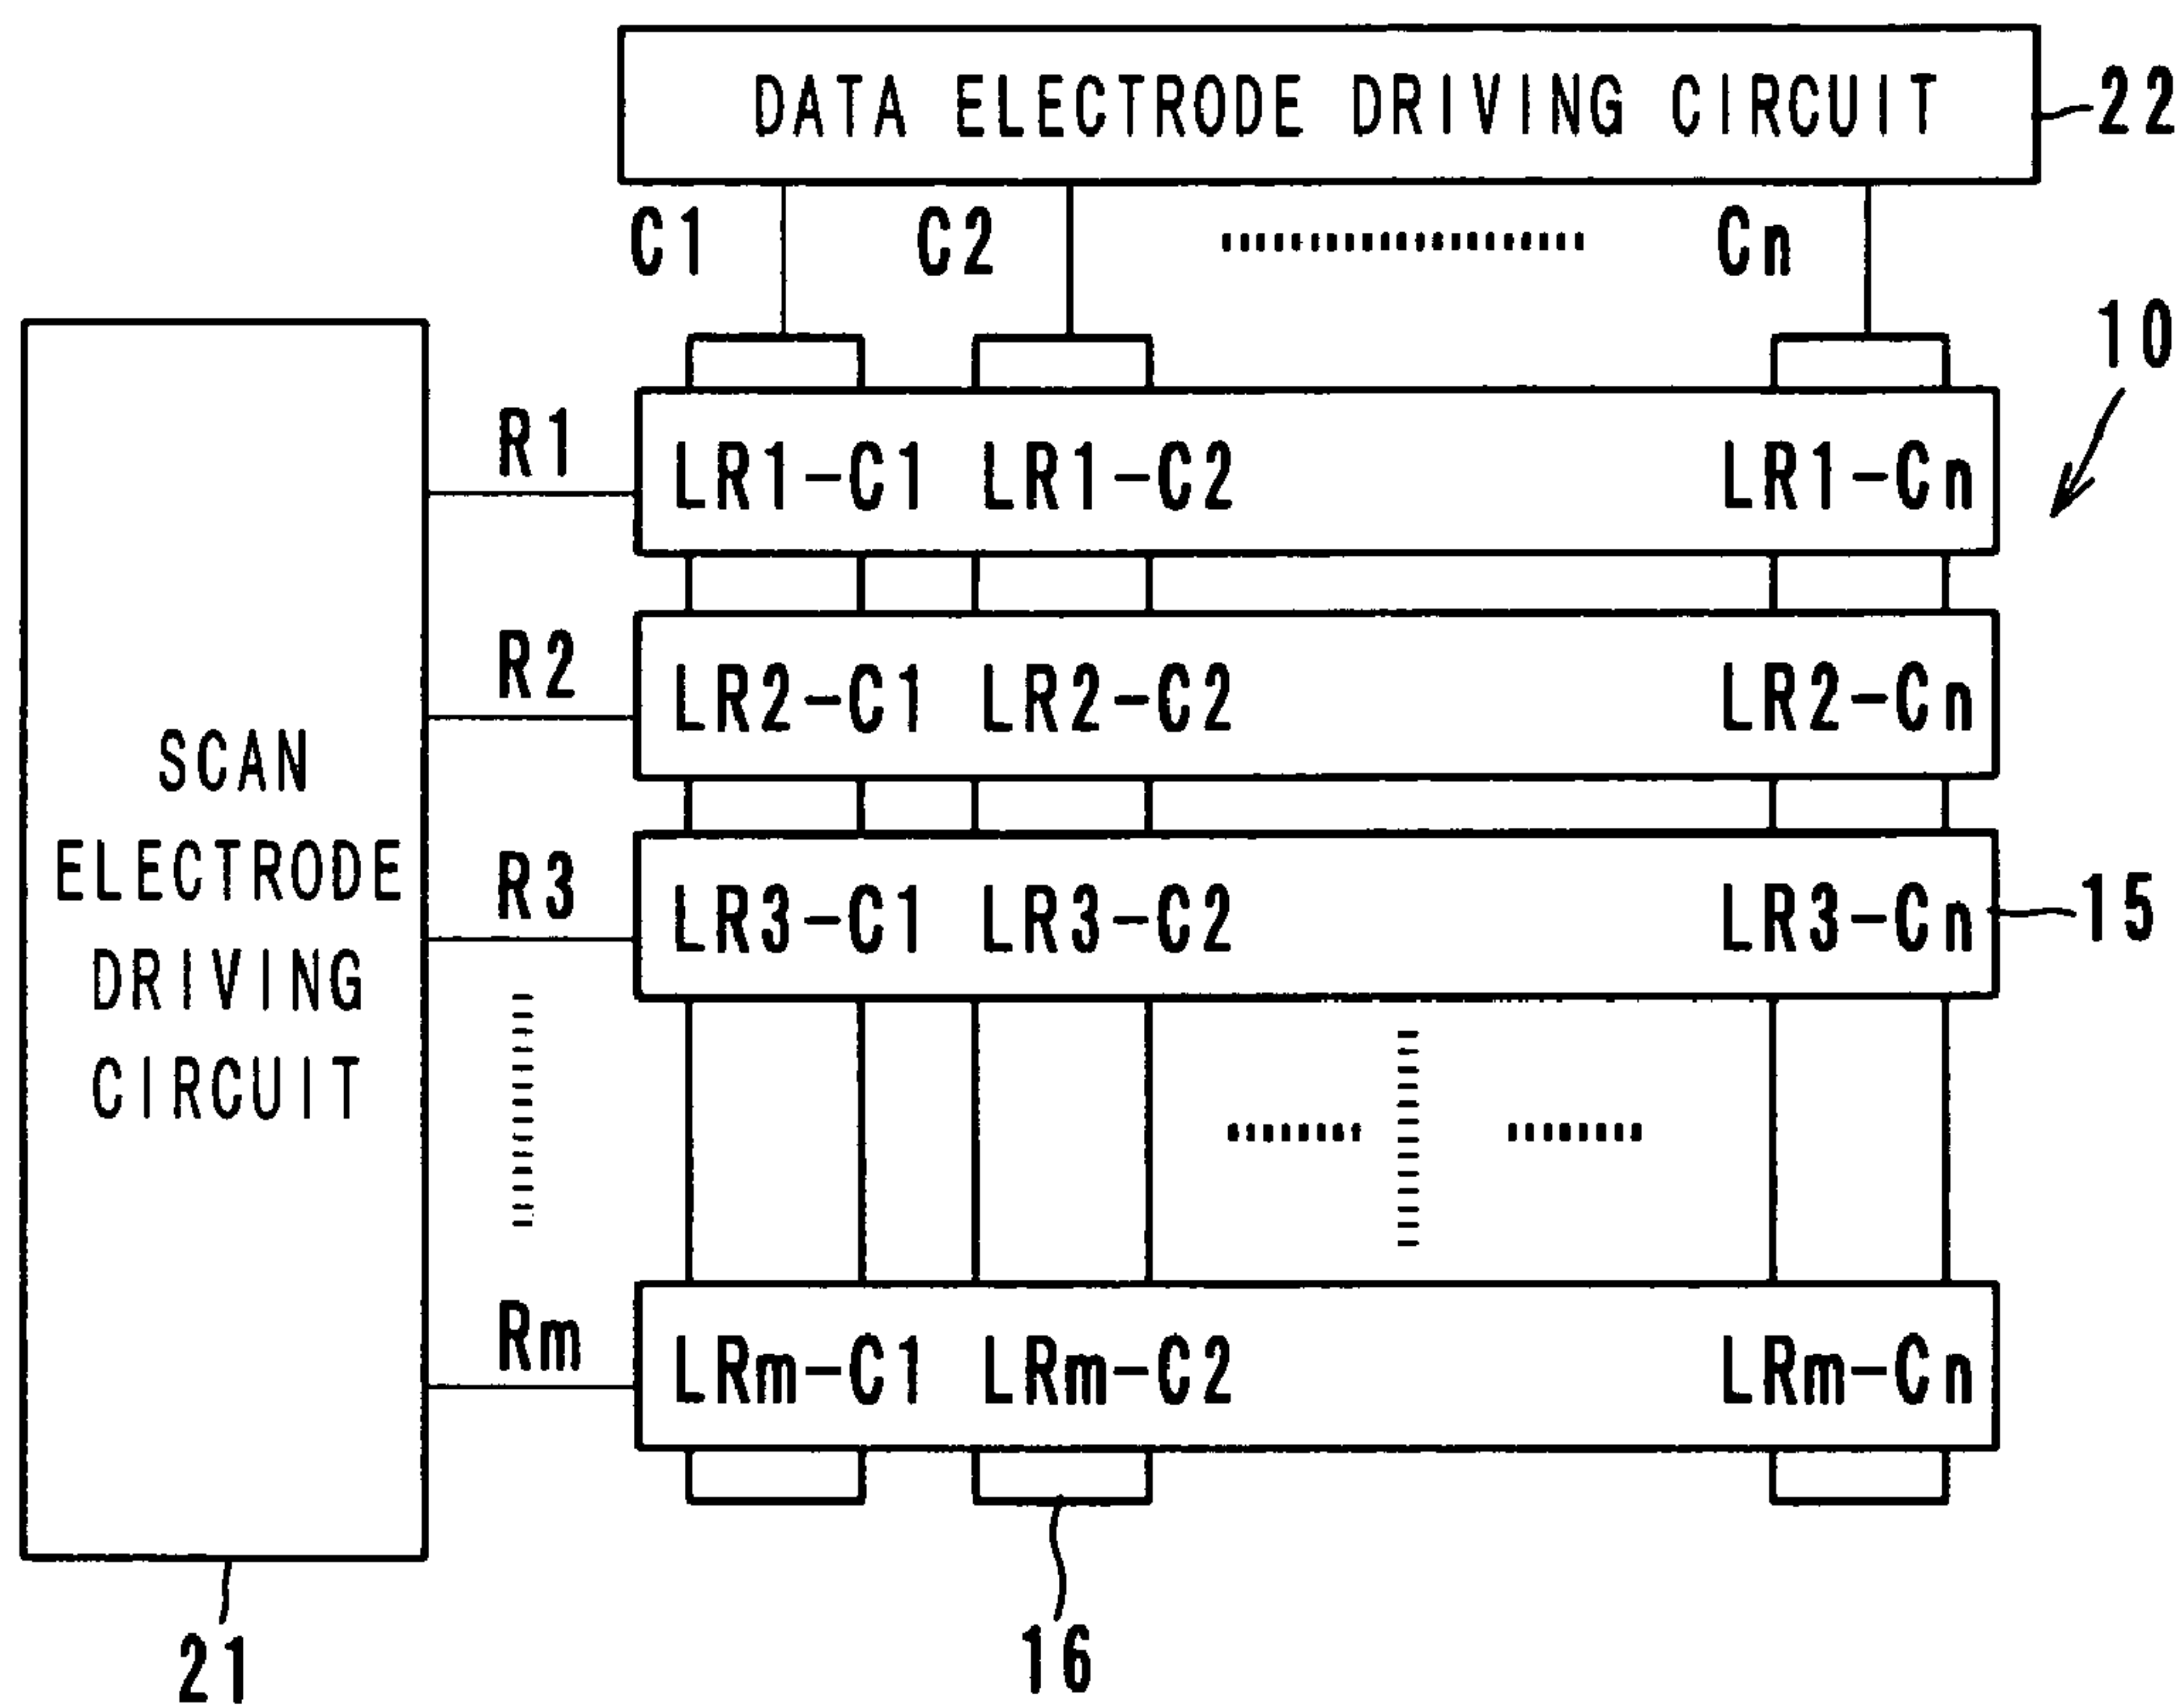 DATA ELECTRODE DRIVING CIRCUIT
22
C1 C2 Cn
10
R1
LR1-C1 LR1-C2 LR1-Cn
R2
LR2-C1 LR2-C2 LR2-Cn
SCAN
ELECTRODE
DRIVING
CIRCUIT
R3
LR3-C1 LR3-C2 LR3-Cn
15
Rm
LRm-C1 LRm-C2 LRm-Cn
21
16